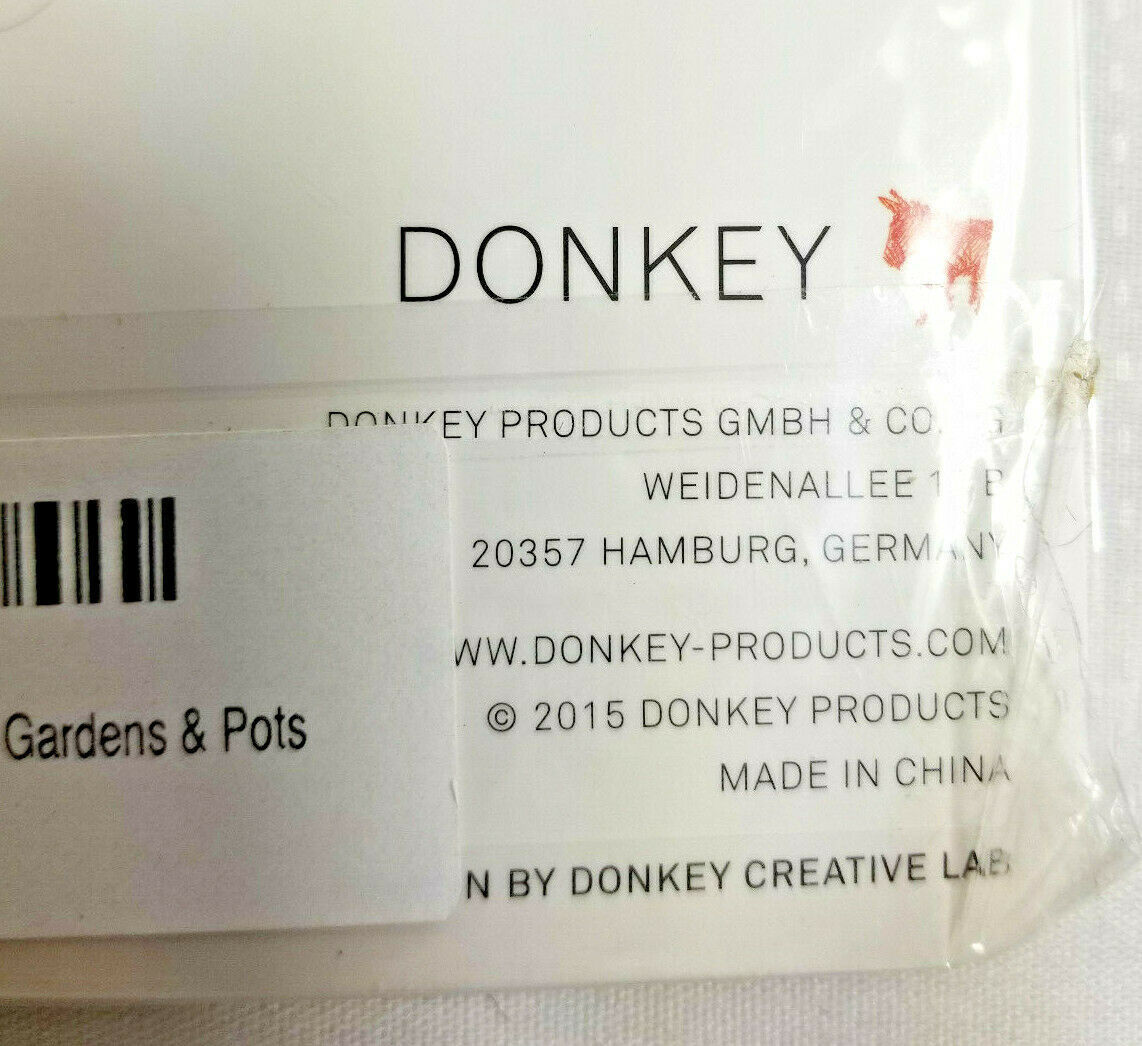 DONKEY
DONKEY PRODUCTS GMBH & CO.
WEIDENALLEE
20357 HAMBURG, GERMANY
WW.DONKEY-PRODUCTS.COM
© 2015 DONKEY PRODUCTS
MADE IN CHINA
N BY DONKEY CREATIVE LAB
Gardens & Pots